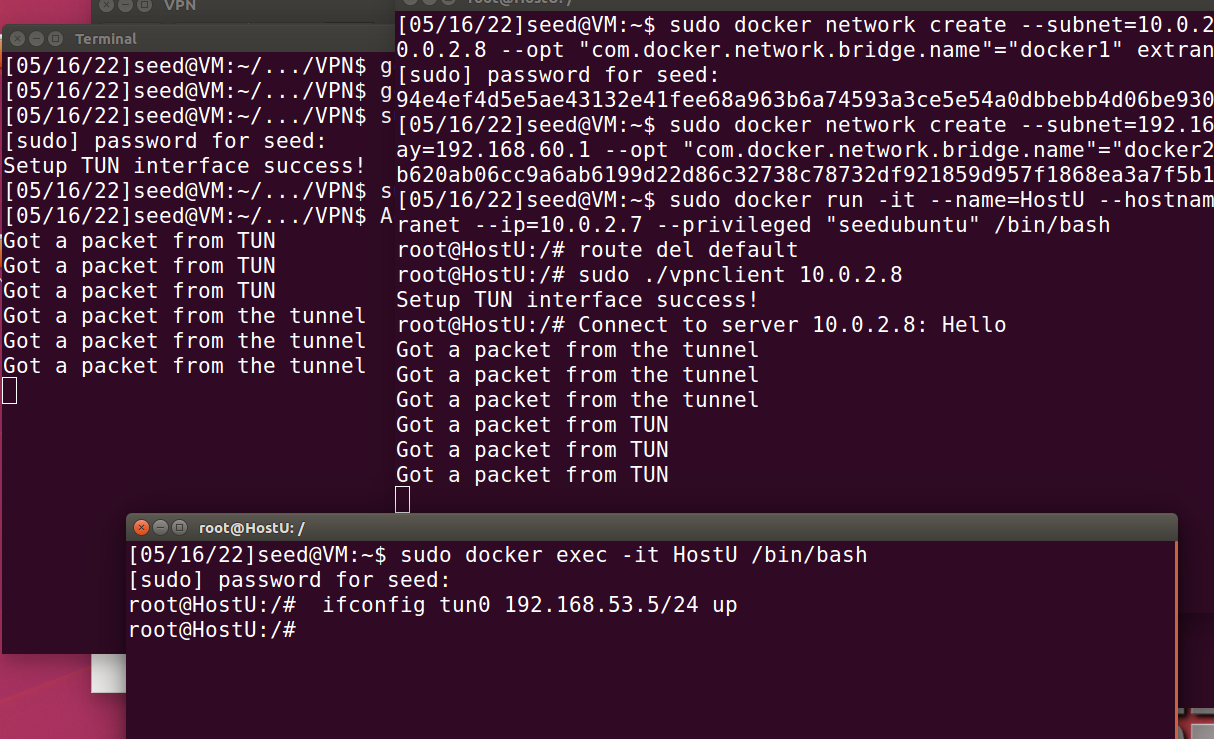 VPN
Terminal
[05/16/22]seed@VM:~/.../VPN$ g
[05/16/22]seed@VM:~/.../VPN$ g
[05/16/22]seed@VM:~/.../VPN$ s
[sudo] password for seed:
Setup TUN interface success!
[05/16/22]seed@VM:~/.../VPN$ s
[05/16/22]seed@VM:~/.../VPN$ A
Got a packet from TUN
Got a packet from TUN
Got a packet from TUN
Got a packet from the tunnel
Got a packet from the tunnel
Got a packet from the tunnel
[05/16/22]seed@VM:~$ sudo docker network create --subnet=10.0.2
0.0.2.8 --opt "com.docker.network.bridge.name"="docker1" extran
[sudo] password for seed:
94e4ef4d5e5ae43132e41fee68a963b6a74593a3ce5e54a0dbbebb4d06be930
[05/16/22]seed@VM:~$ sudo docker network create --subnet=192.16
ay=192.168.60.1 --opt "com.docker.network.bridge.name"="docker2
b620ab06cc9a6ab6199d22d86c32738c78732df921859d957f1868ea3a7f5b1
[05/16/22]seed@VM:~$ sudo docker run -it --name=HostU --hostnam
ranet --ip=10.0.2.7 --privileged "seedubuntu" /bin/bash
root@HostU:/# route del default
root@HostU:/# sudo ./vpnclient 10.0.2.8
Setup TUN interface success!
root@HostU:/# Connect to server 10.0.2.8: Hello
Got a packet from the tunnel
Got a packet from the tunnel
Got a packet from the tunnel
Got a packet from TUN
Got a packet from TUN
Got a packet from TUN
root@HostU: /
[05/16/22]seed@VM:~$ sudo docker exec -it HostU /bin/bash
[sudo] password for seed:
root@HostU:/#  ifconfig tun0 192.168.53.5/24 up
root@HostU:/#